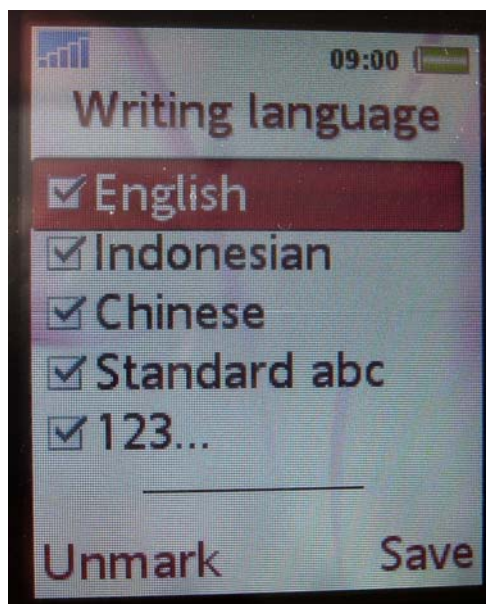 09:00
Writing language
English
Indonesian
Chinese
Standard abc
123...
Unmark Save